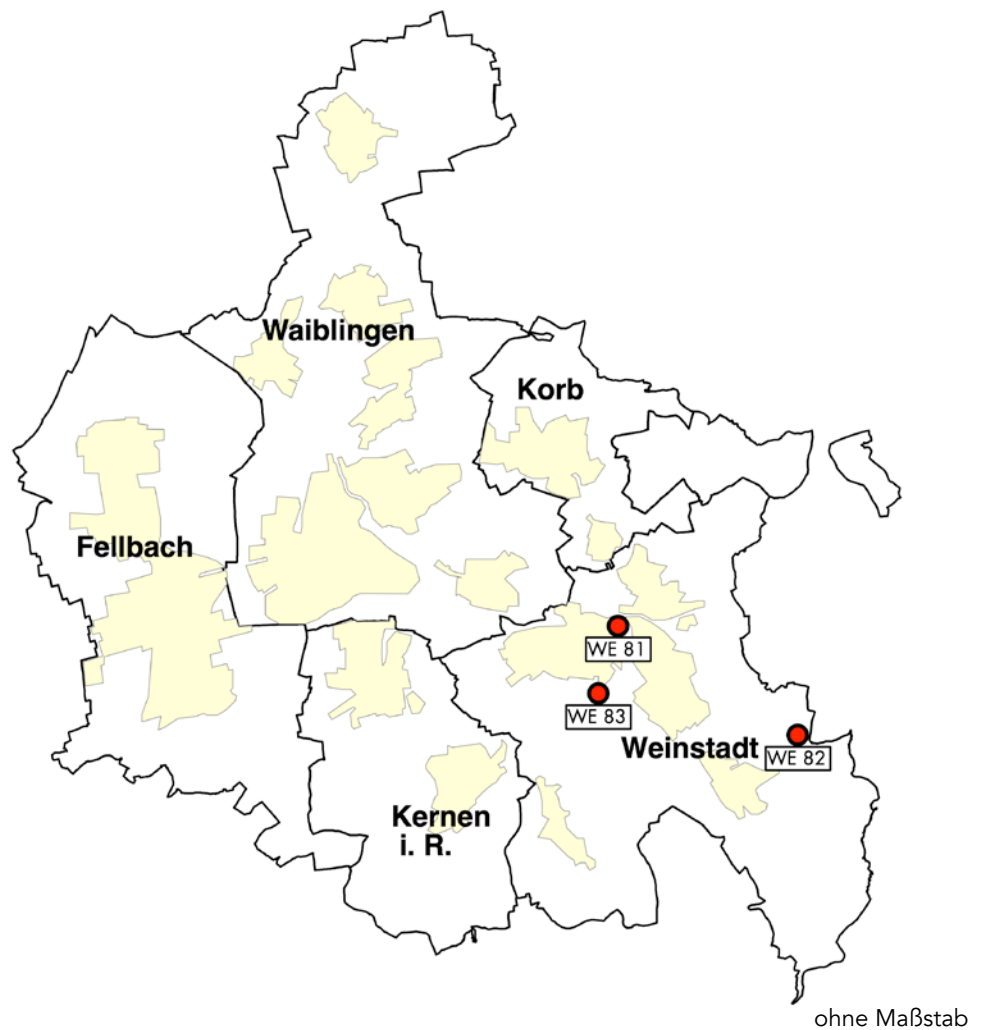 Waiblingen
Korb
Fellbach
WE 81
WE 83
Weinstadt
WE 82
Kernen
i. R.
ohne Maßstab